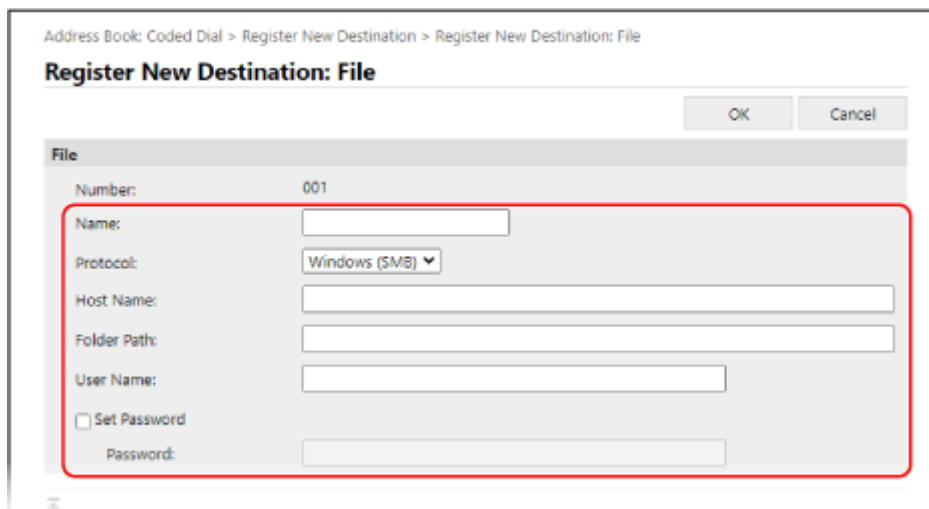 Address Book: Coded Dial > Register New Destination > Register New Destination: File
Register New Destination: File
OK Cancel
File
Number: 001
Name:
Protocol: Windows (SMB)
Host Name:
Folder Path:
User Name:
Set Password
Password: